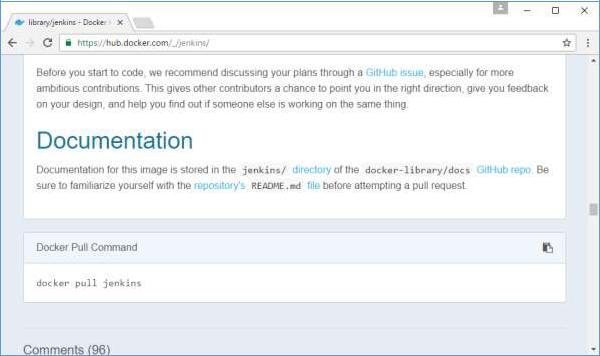 library/jenkins - Docker
https://hub.docker.com/_/jenkins/
Before you start to code, we recommend discussing your plans through a GitHub issue, especially for more
ambitious contributions. This gives other contributors a chance to point you in the right direction, give you feedback
on your design, and help you find out if someone else is working on the same thing.
Documentation
Documentation for this image is stored in the jenkins/ directory of the docker-library/docs GitHub repo. Be
sure to familiarize yourself with the repository's README.md file before attempting a pull request.
Docker Pull Command
docker pull jenkins
Comments (96)